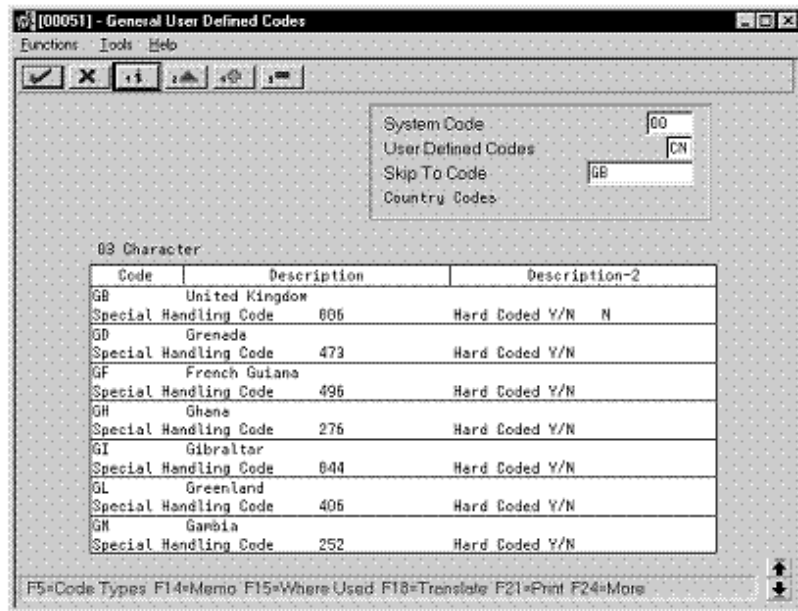 [00051] - General User Defined Codes
Functions Tools Help
System Code 00
User Defined Codes CN
Skip To Code GB
Country Codes
03 Character
Code Description Description-2
GB United Kingdom
Special Handling Code 006 Hard Coded Y/N N
GD Grenada
Special Handling Code 473 Hard Coded Y/N
GF French Guiana
Special Handling Code 496 Hard Coded Y/N
GH Ghana
Special Handling Code 276 Hard Coded Y/N
GI Gibraltar
Special Handling Code 044 Hard Coded Y/N
GL Greenland
Special Handling Code 406 Hard Coded Y/N
GM Gambia
Special Handling Code 252 Hard Coded Y/N
F5=Code Types F14=Memo F15=Where Used F18=Translate F21=Print F24=More